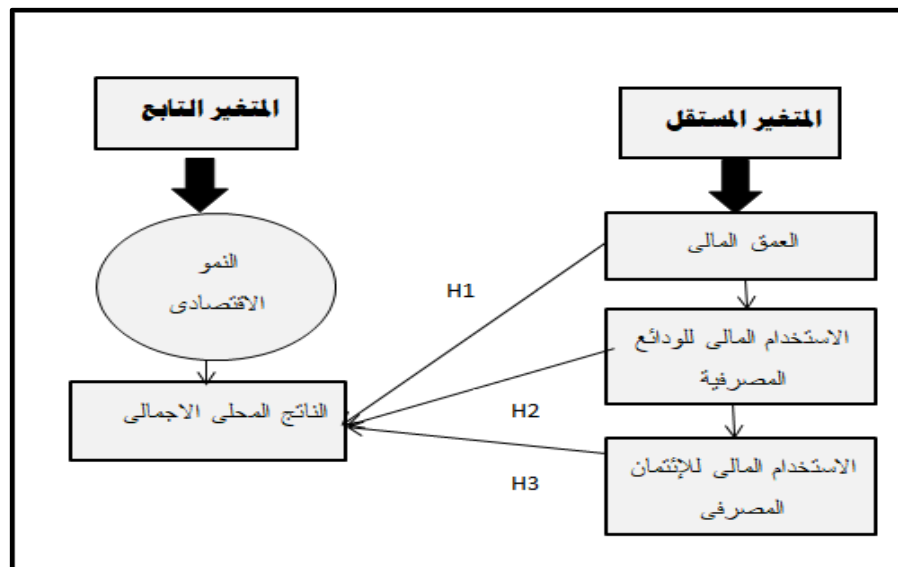 المتغير المستقل
المتغير التابع
العمق المالى
النمو
الاقتصادى
H1
الاستخدام المالى للودائع
المصرفية
الناتج المحلى الاجمالى
H2
الاستخدام المالى للإئتمان
المصرفى
H3